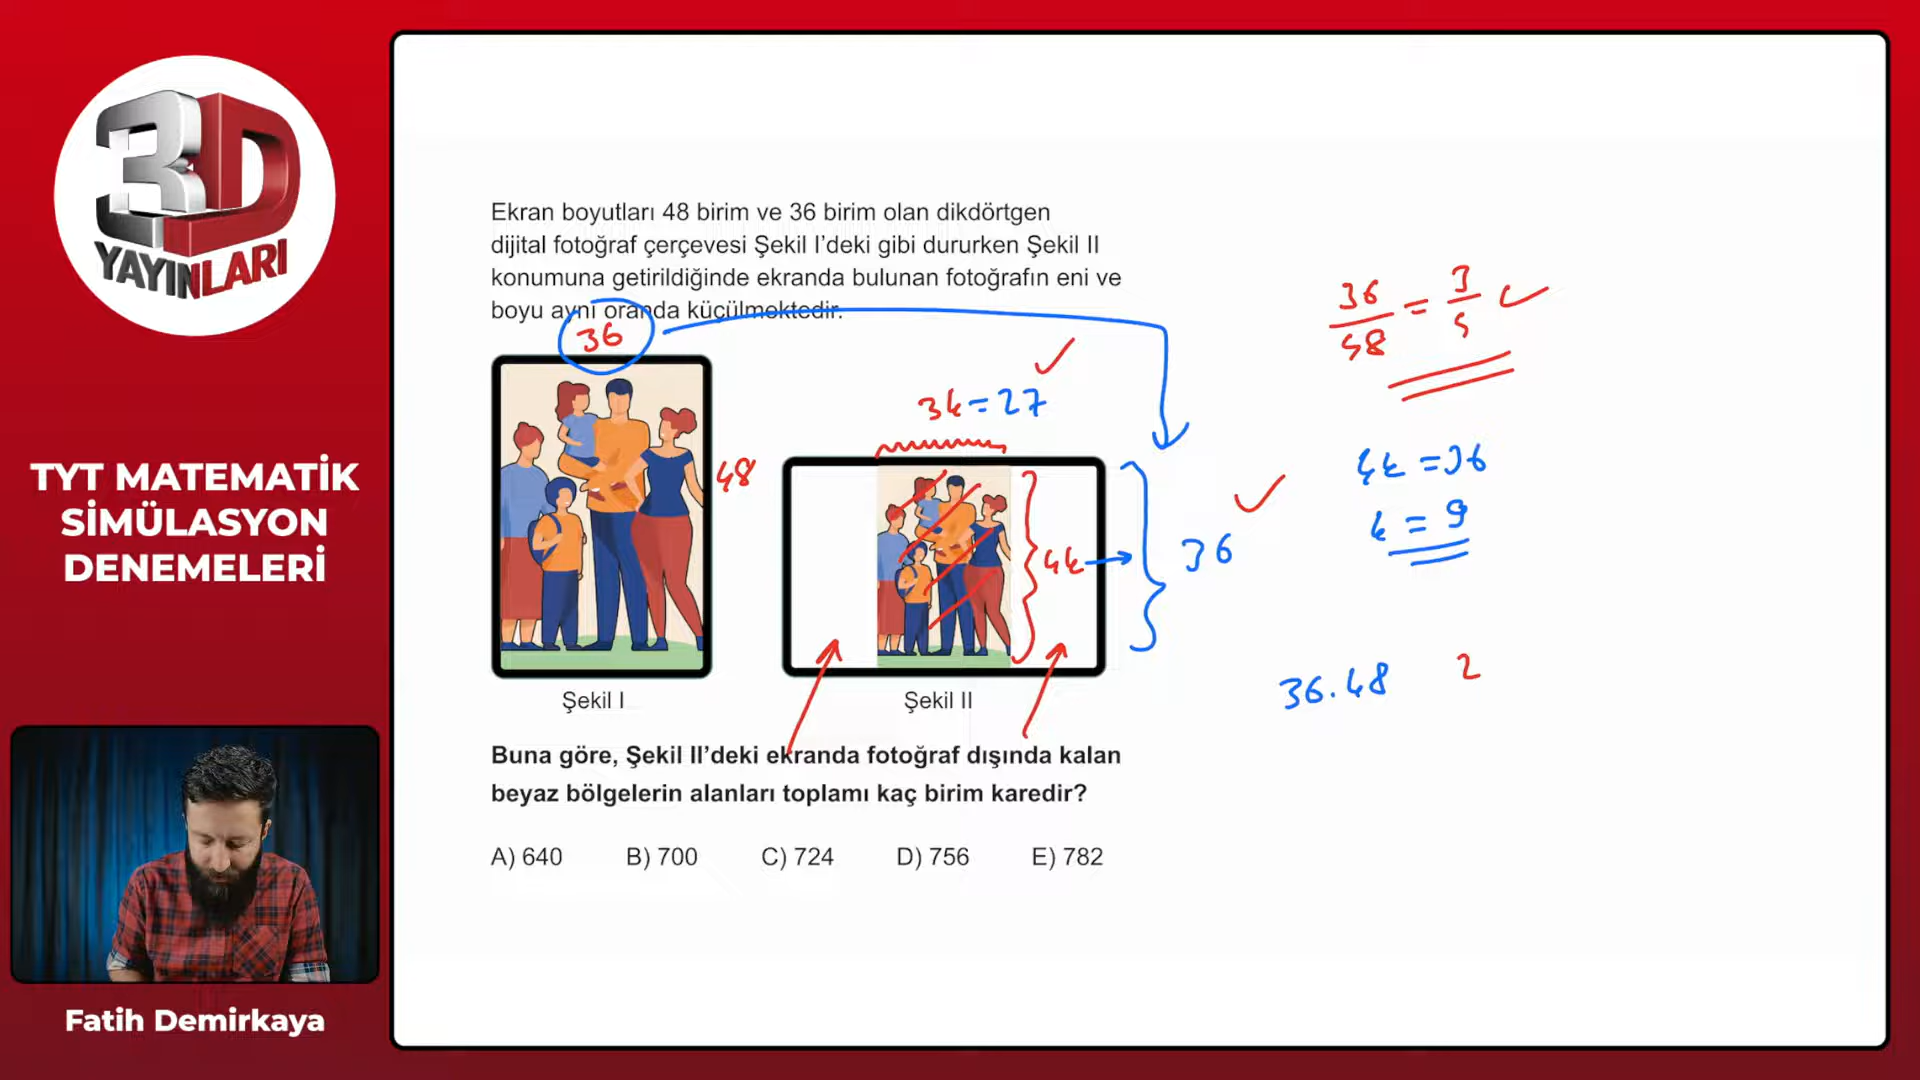 3D
YAYINLARI
TYT MATEMATİK
SİMÜLASYON
DENEMELERİ
Fatih Demirkaya
Ekran boyutları 48 birim ve 36 birim olan dikdörtgen
dijital fotoğraf çerçevesi Şekil I’deki gibi dururken Şekil II
konumuna getirildiğinde ekranda bulunan fotoğrafın eni ve
boyu aynı oranda küçülmektedir.
36
48
3k = 27
4k
36
Şekil I
Şekil II
Buna göre, Şekil II’deki ekranda fotoğraf dışında kalan
beyaz bölgelerin alanları toplamı kaç birim karedir?
A) 640 B) 700 C) 724 D) 756 E) 782
36/48 = 3/4
4k = 36
k = 9
36.48 2